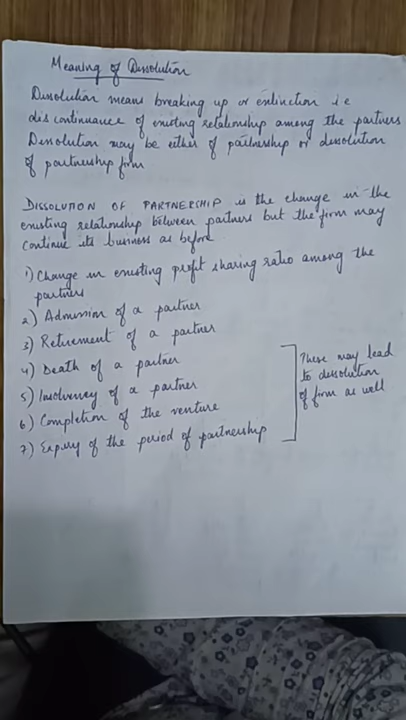 Meaning of Dissolution
Dissolution means breaking up or extinction i.e
discontinuance of existing relationship among the partners
Dissolution may be either of partnership or dissolution
of partnership firm
DISSOLUTION OF PARTNERSHIP is the change in the
existing relationship between partners but the firm may
continue its business as before
1) Change in existing profit sharing ratio among the
partners
2) Admission of a partner
3) Retirement of a partner
4) Death of a partner
5) Insolvency of a partner
6) Completion of the venture
7) Expiry of the period of partnership
These may lead
to dissolution
of firm as well